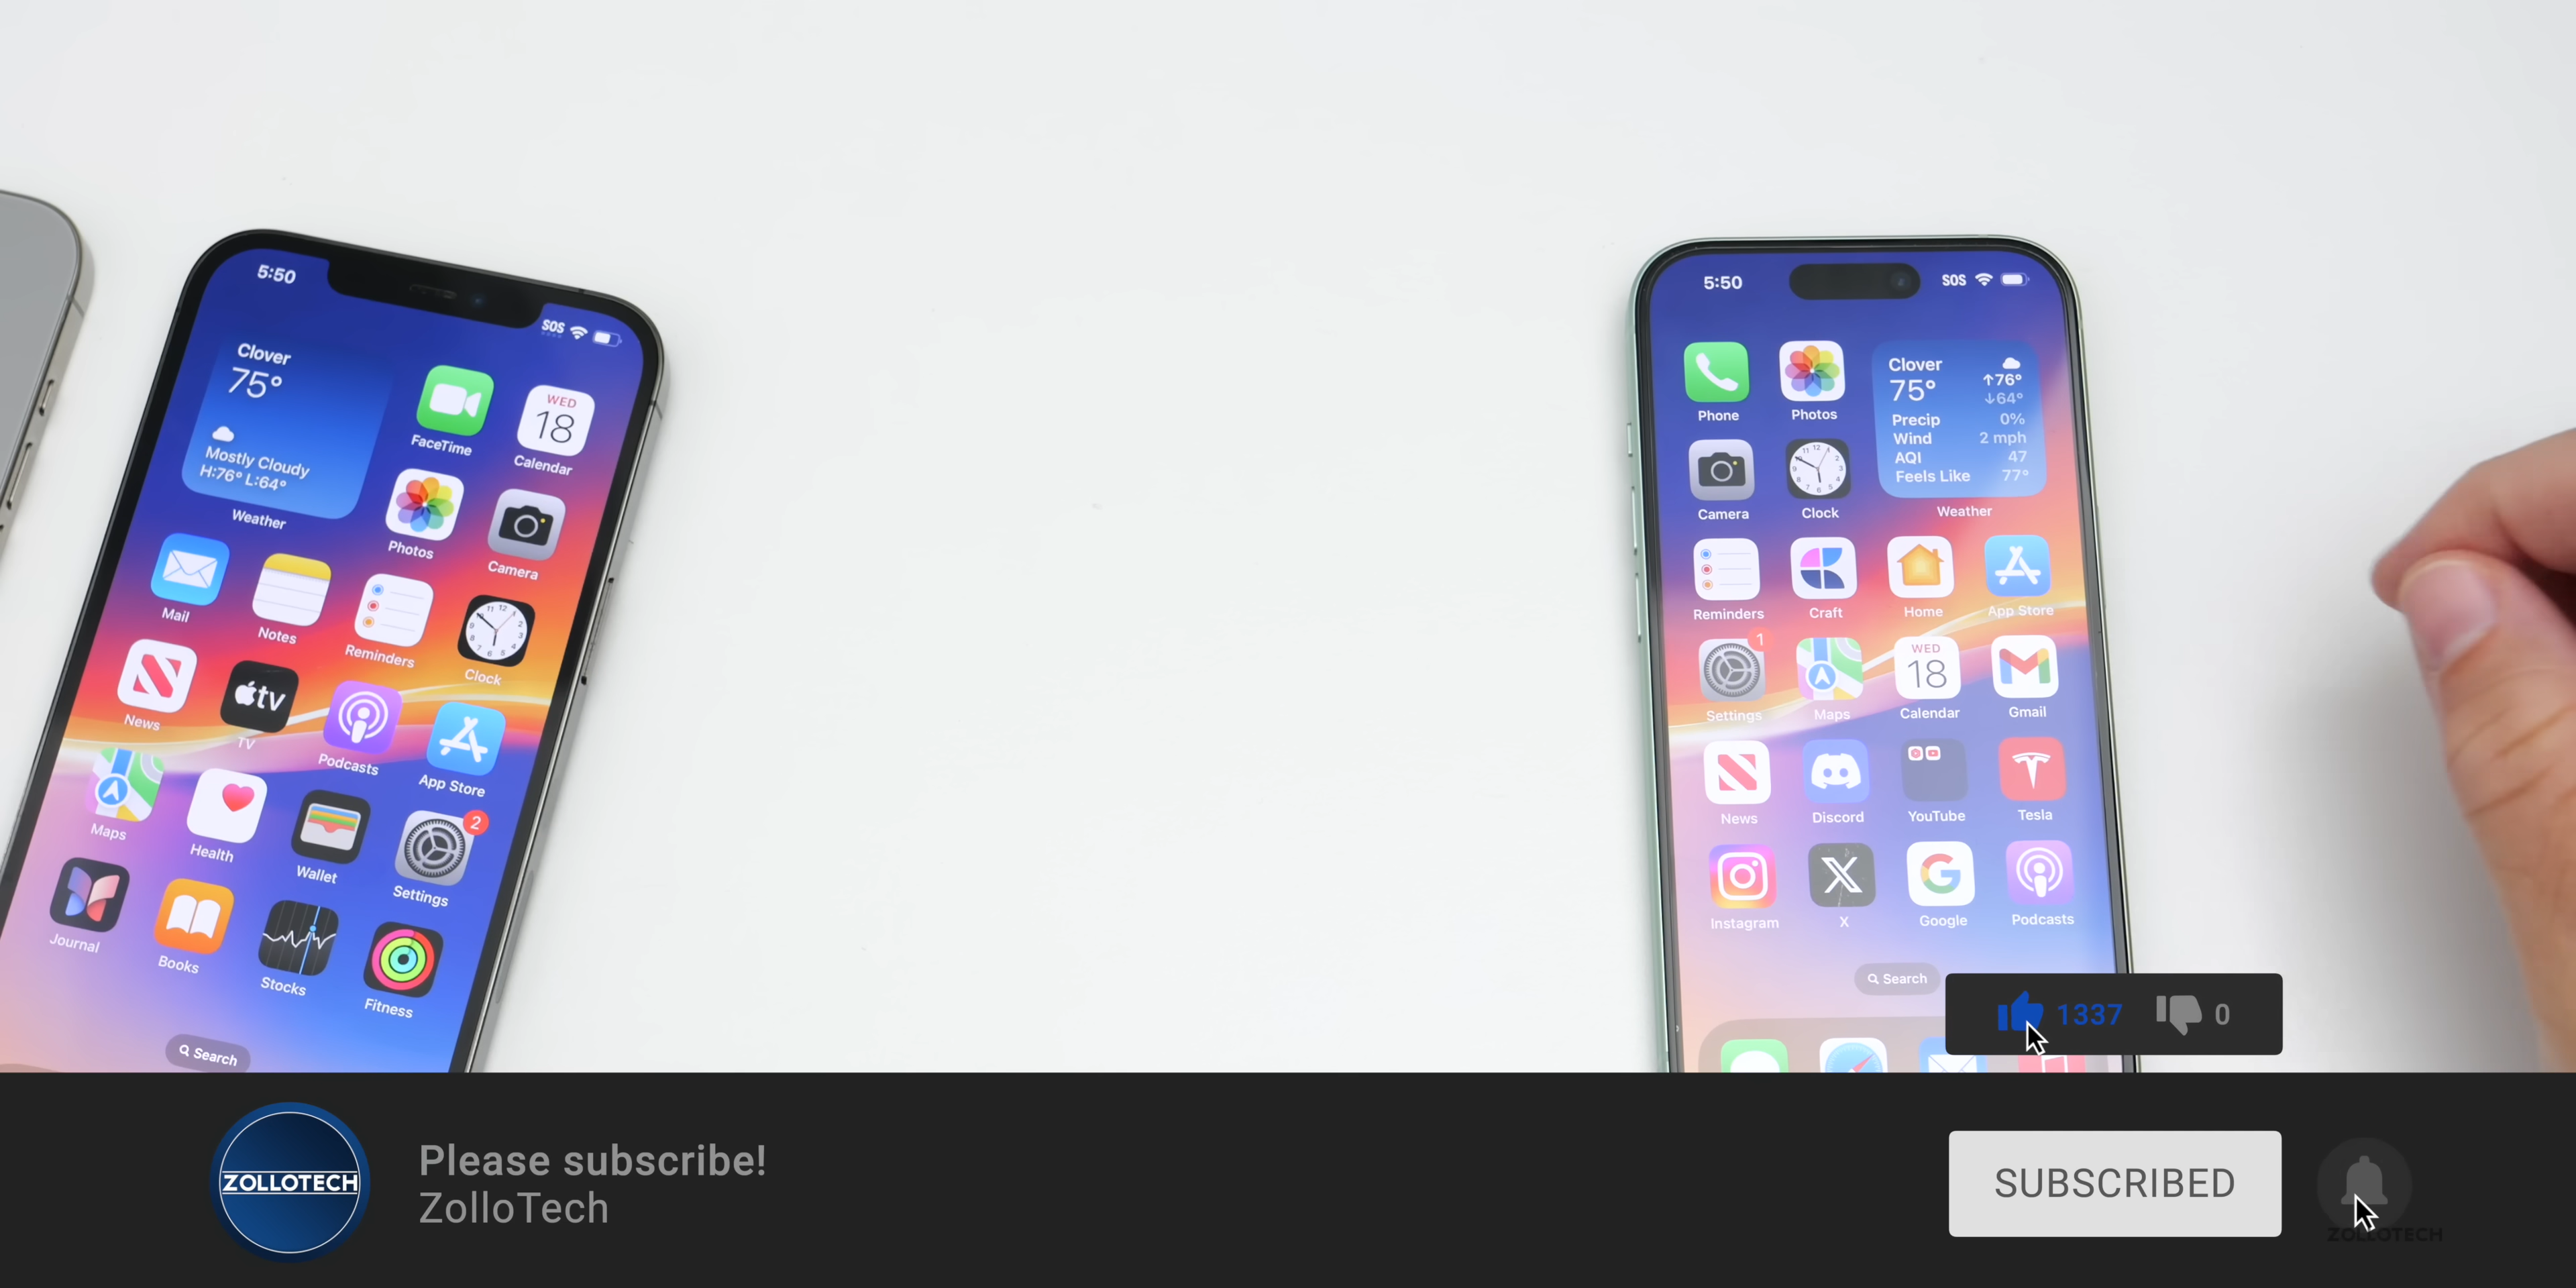 5:50
SOS
Clover
75°
Mostly Cloudy
H:76° L:64°
Weather
FaceTime
WED
18
Calendar
Photos
Camera
Mail
Notes
Reminders
Clock
News
tv
TV
Podcasts
App Store
Maps
Health
Wallet
2
Settings
Journal
Books
Stocks
Fitness
Search
5:50
SOS
Phone
Photos
Clover
75°
↑76°
↓64°
Precip 0%
Wind 2 mph
AQI 47
Feels Like 77°
Weather
Camera
Clock
Reminders
Craft
Home
App Store
1
Settings
Maps
WED
18
Calendar
Gmail
News
Discord
YouTube
Tesla
Instagram
X
Google
Podcasts
Search
1337 0
ZOLLOTECH
Please subscribe!
ZolloTech
SUBSCRIBED
ZOLLOTECH